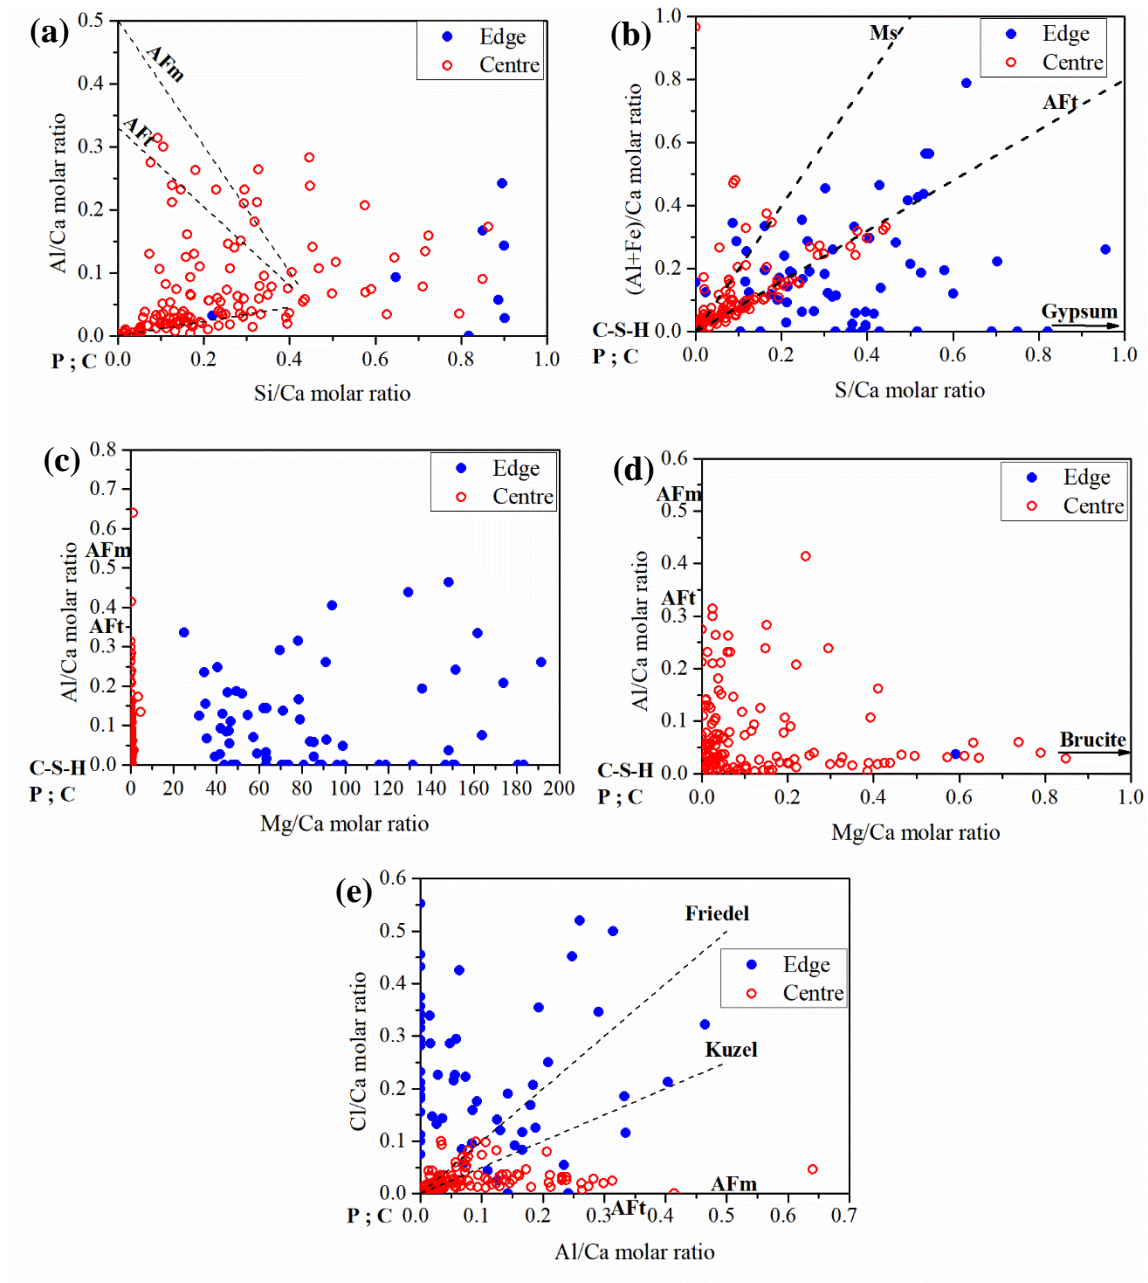 (a)
Al/Ca molar ratio
0.5
0.4
0.3
0.2
0.1
0.0
AFm
AFt
Edge
Centre
0.0 0.2 0.4 0.6 0.8 1.0
P ; C
Si/Ca molar ratio
(b)
(Al+Fe)/Ca molar ratio
1.0
0.8
0.6
0.4
0.2
0.0
Ms
AFt
Edge
Centre
Gypsum
C-S-H
P ; C
0.0 0.2 0.4 0.6 0.8 1.0
S/Ca molar ratio
(c)
Al/Ca molar ratio
0.8
0.7
0.6
AFm
0.5
0.4
AFt
0.3
0.2
0.1
0.0
C-S-H
P ; C
Edge
Centre
0 20 40 60 80 100 120 140 160 180 200
Mg/Ca molar ratio
(d)
Al/Ca molar ratio
0.6
AFm
0.5
0.4
AFt
0.3
0.2
0.1
0.0
C-S-H
P ; C
Edge
Centre
Brucite
0.0 0.2 0.4 0.6 0.8 1.0
Mg/Ca molar ratio
(e)
Cl/Ca molar ratio
0.6
0.5
0.4
0.3
0.2
0.1
0.0
Friedel
Edge
Centre
Kuzel
AFm
AFt
P ; C
0.0 0.1 0.2 0.3 0.4 0.5 0.6 0.7
Al/Ca molar ratio